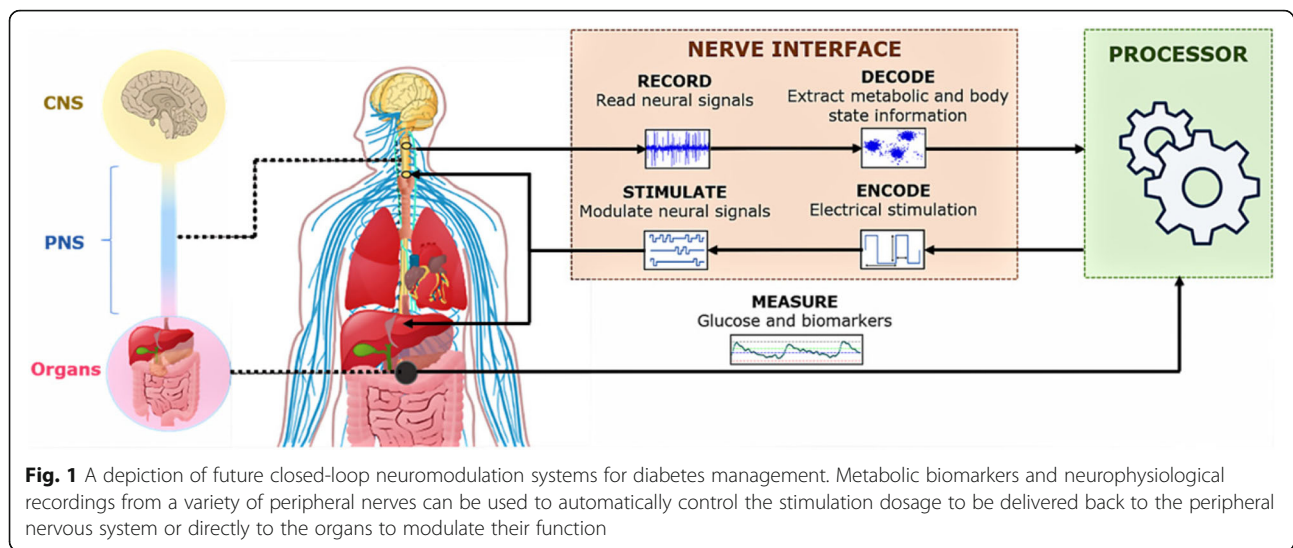 CNS
PNS
Organs
NERVE INTERFACE
RECORD
Read neural signals
DECODE
Extract metabolic and body
state information
STIMULATE
Modulate neural signals
ENCODE
Electrical stimulation
PROCESSOR
MEASURE
Glucose and biomarkers
Fig. 1 A depiction of future closed-loop neuromodulation systems for diabetes management. Metabolic biomarkers and neurophysiological
recordings from a variety of peripheral nerves can be used to automatically control the stimulation dosage to be delivered back to the peripheral
nervous system or directly to the organs to modulate their function